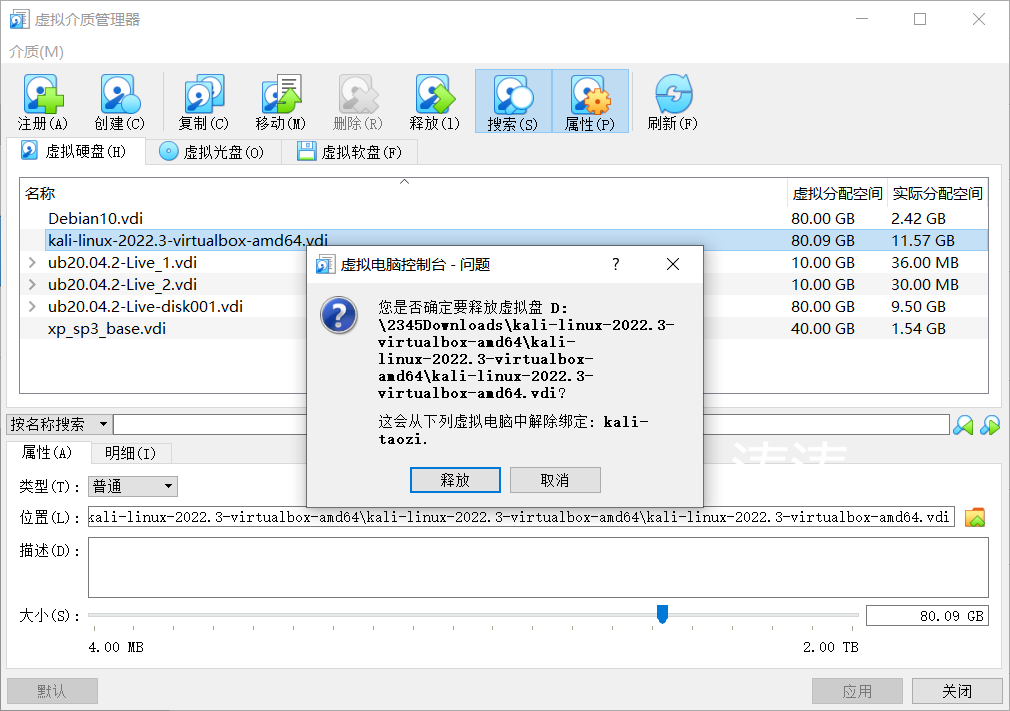 虚拟介质管理器
介质(M)
注册(A) 创建(C) 复制(C) 移动(M) 删除(R) 释放(l) 搜索(S) 属性(P) 刷新(F)
虚拟硬盘(H) 虚拟光盘(O) 虚拟软盘(F)
名称 虚拟分配空间 实际分配空间
Debian10.vdi 80.00 GB 2.42 GB
kali-linux-2022.3-virtualbox-amd64.vdi 80.09 GB 11.57 GB
ub20.04.2-Live_1.vdi 10.00 GB 36.00 MB
ub20.04.2-Live_2.vdi 10.00 GB 30.00 MB
ub20.04.2-Live-disk001.vdi 80.00 GB 9.50 GB
xp_sp3_base.vdi 40.00 GB 1.54 GB
虚拟电脑控制台 - 问题
?
您是否确定要释放虚拟盘 D:
\2345Downloads\kali-linux-2022.3-
virtualbox-amd64\kali-
linux-2022.3-virtualbox-
amd64\kali-linux-2022.3-
virtualbox-amd64.vdi?
这会从下列虚拟电脑中解除绑定: kali-
taozi.
释放 取消
按名称搜索
属性(A) 明细(I)
类型(T): 普通
位置(L): kali-linux-2022.3-virtualbox-amd64\kali-linux-2022.3-virtualbox-amd64\kali-linux-2022.3-virtualbox-amd64.vdi
描述(D):
大小(S): 80.09 GB
4.00 MB 2.00 TB
默认 应用 关闭